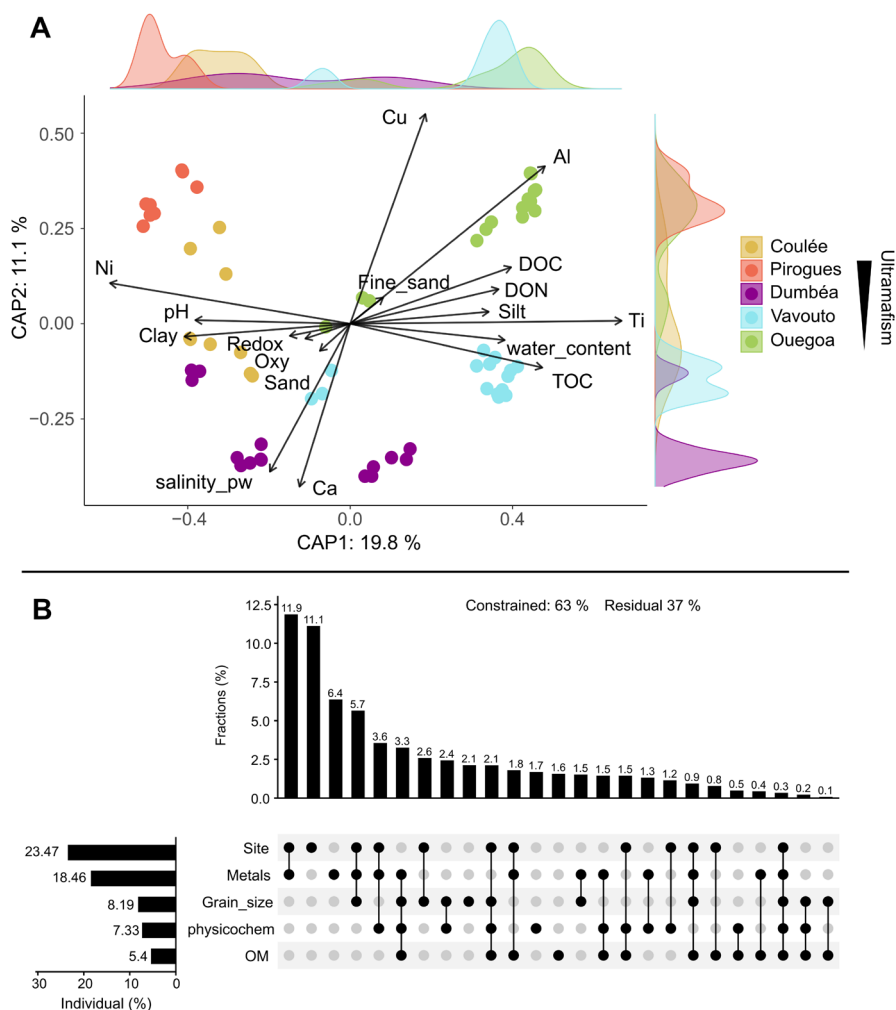 A
Cu
Al
0.50
0.25
0.00
−0.25
CAP2: 11.1 %
Ni
pH
Clay
Redox
Oxy
Sand
Fine_sand
DOC
DON
Silt
Ti
water_content
TOC
salinity_pw
Ca
−0.4
0.0
0.4
CAP1: 19.8 %
Coulée
Pirogues
Dumbéa
Vavouto
Ouegoa
Ultramafism
B
Constrained: 63 % Residual 37 %
Fractions (%)
12.5
10.0
7.5
5.0
2.5
0.0
11.9 11.1 6.4 5.7 3.6 3.3 2.6 2.4 2.1 2.1 1.8 1.7 1.6 1.5 1.5 1.5 1.3 1.2 0.9 0.8 0.5 0.4 0.3 0.2 0.1
23.47 Site
18.46 Metals
8.19 Grain_size
7.33 physicochem
5.4 OM
30 20 10 0
Individual (%)